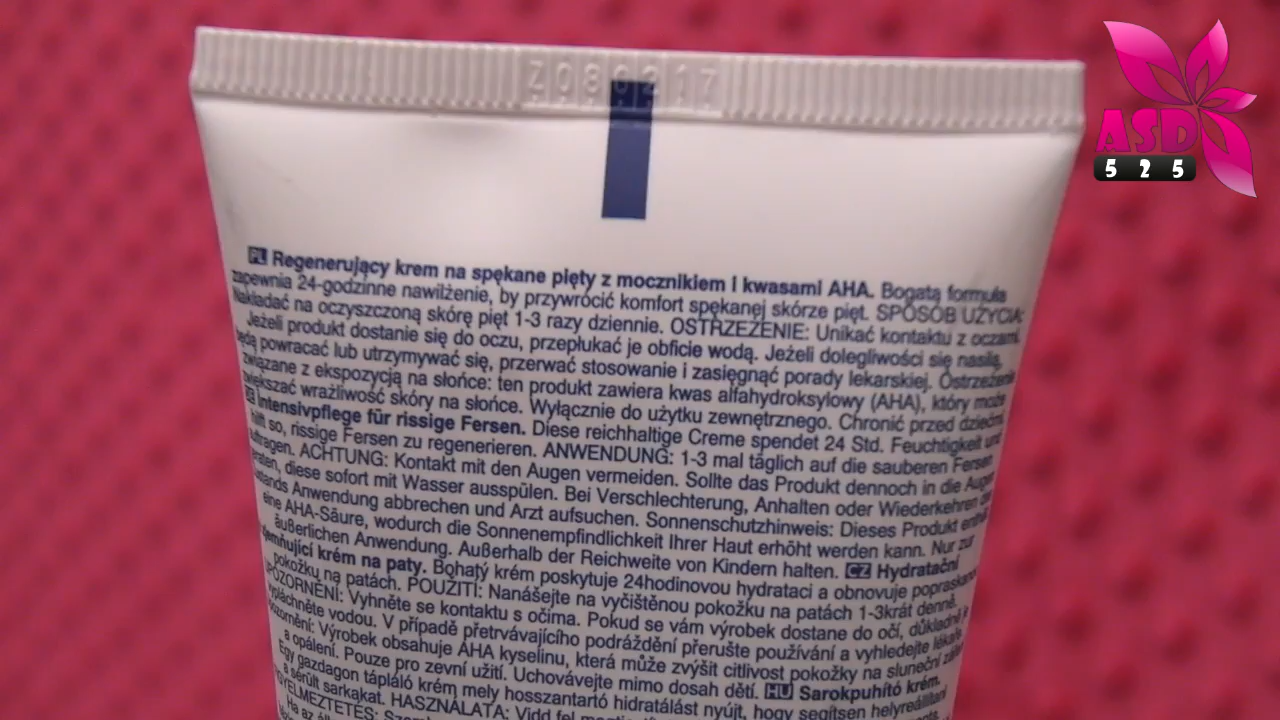 Z080217
ASD
5 2 5
PL Regenerujący krem na spękane pięty z mocznikiem i kwasami AHA. Bogata formuła
zapewnia 24-godzinne nawilżenie, by przywrócić komfort spękanej skórze pięt. SPOSÓB UŻYCIA:
Nakładać na oczyszczoną skórę pięt 1-3 razy dziennie. OSTRZEŻENIE: Unikać kontaktu z oczami.
Jeżeli produkt dostanie się do oczu, przepłukać je obficie wodą. Jeżeli dolegliwości się nasilą,
będą powracać lub utrzymywać się, przerwać stosowanie i zasięgnąć porady lekarskiej. Ostrzeżenie
związane z ekspozycją na słońce: ten produkt zawiera kwas alfahydroksylowy (AHA), który może
zwiększać wrażliwość skóry na słońce. Wyłącznie do użytku zewnętrznego. Chronić przed dziećmi.
Intensivpflege für rissige Fersen. Diese reichhaltige Creme spendet 24 Std. Feuchtigkeit und
hilft so, rissige Fersen zu regenerieren. ANWENDUNG: 1-3 mal täglich auf die sauberen Fersen
ACHTUNG: Kontakt mit den Augen vermeiden. Sollte das Produkt dennoch in die Augen
diese sofort mit Wasser ausspülen. Bei Verschlechterung, Anhalten oder Wiederkehren
Anwendung abbrechen und Arzt aufsuchen. Sonnenschutzhinweis: Dieses Produkt enthält
eine AHA-Säure, wodurch die Sonnenempfindlichkeit Ihrer Haut erhöht werden kann. Nur zur
äußerlichen Anwendung. Außerhalb der Reichweite von Kindern halten. CZ Hydratační
krém na paty. Bohatý krém poskytuje 24hodinovou hydrataci a obnovuje popraskanou
pokožku na patách. POUŽITÍ: Nanášejte na vyčištěnou pokožku na patách 1-3krát denně.
UPOZORNĚNÍ: Vyhněte se kontaktu s očima. Pokud se vám výrobek dostane do očí, důkladně je
vypláchněte vodou. V případě přetrvávajícího podráždění přerušte používání a vyhledejte lékaře.
Upozornění: Výrobek obsahuje AHA kyselinu, která může zvýšit citlivost pokožky na sluneční
a opálení. Pouze pro zevní užití. Uchovávejte mimo dosah dětí. HU Sarokpuhító krém.
Egy gazdagon tápláló krém mely hosszantartó hidratálást nyújt, hogy segítsen helyreállítani
a sérült sarkakat. HASZNÁLATA: Vidd fel
Ha az